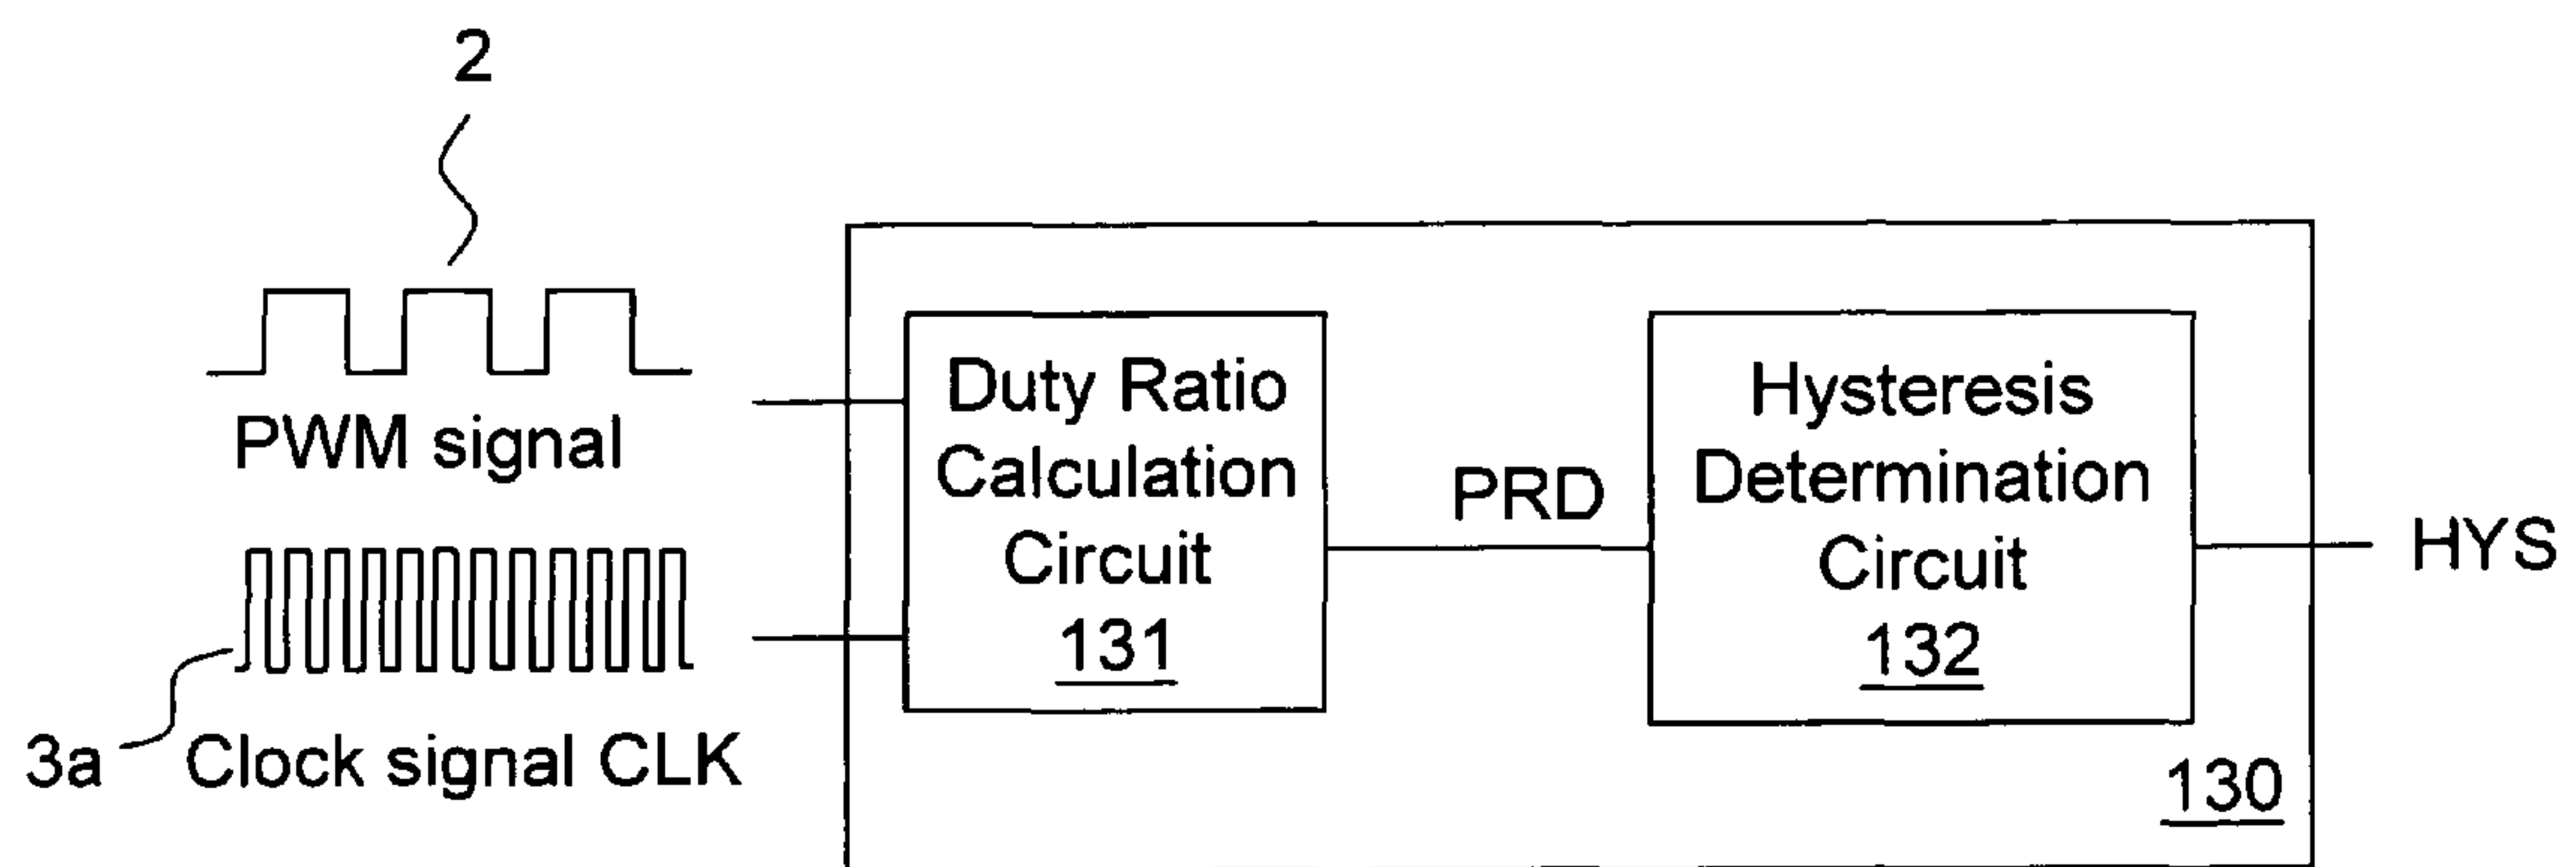 2
PWM signal
3a
Clock signal CLK
Duty Ratio
Calculation
Circuit
131
PRD
Hysteresis
Determination
Circuit
132
130
HYS